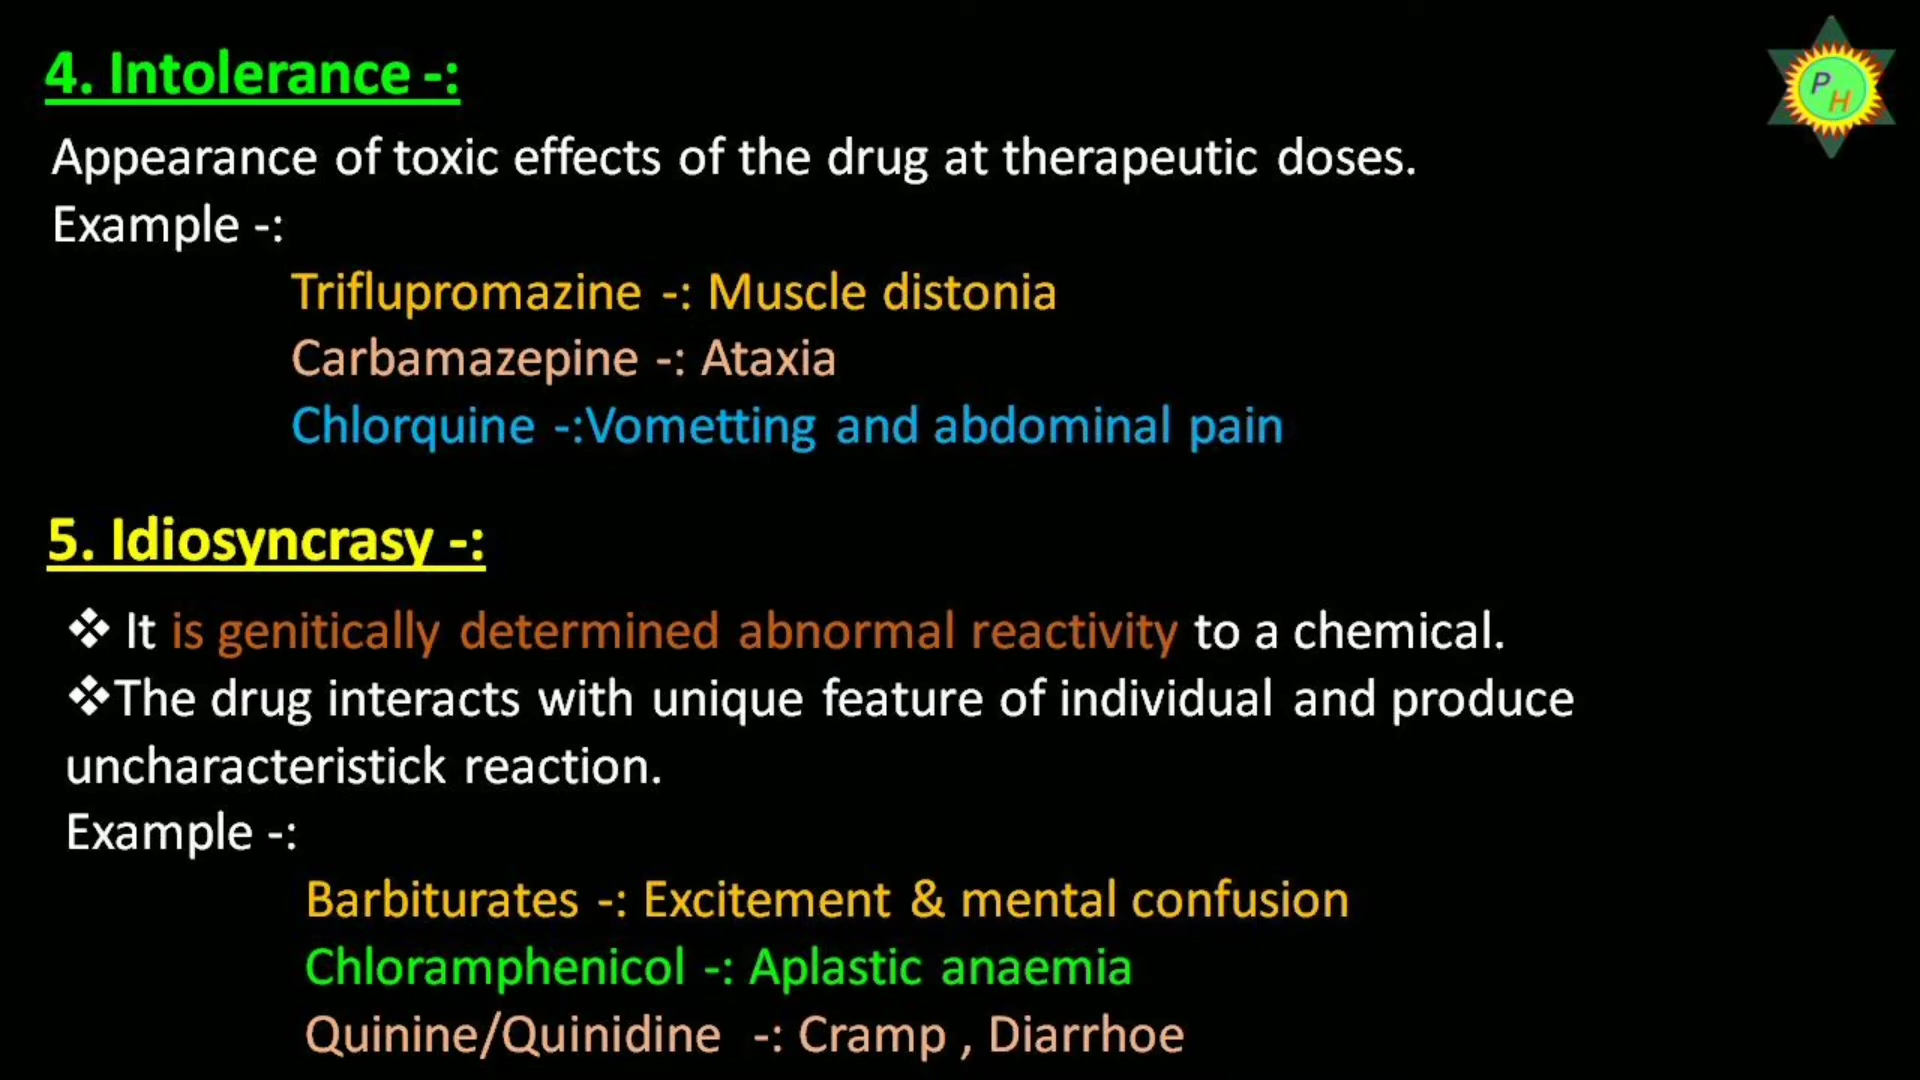 4. Intolerance -:
P
H
Appearance of toxic effects of the drug at therapeutic doses.
Example -:
Triflupromazine -: Muscle distonia
Carbamazepine -: Ataxia
Chlorquine -:Vometting and abdominal pain
5. Idiosyncrasy -:
❖ It is genitically determined abnormal reactivity to a chemical.
❖The drug interacts with unique feature of individual and produce
uncharacteristick reaction.
Example -:
Barbiturates -: Excitement & mental confusion
Chloramphenicol -: Aplastic anaemia
Quinine/Quinidine -: Cramp , Diarrhoe